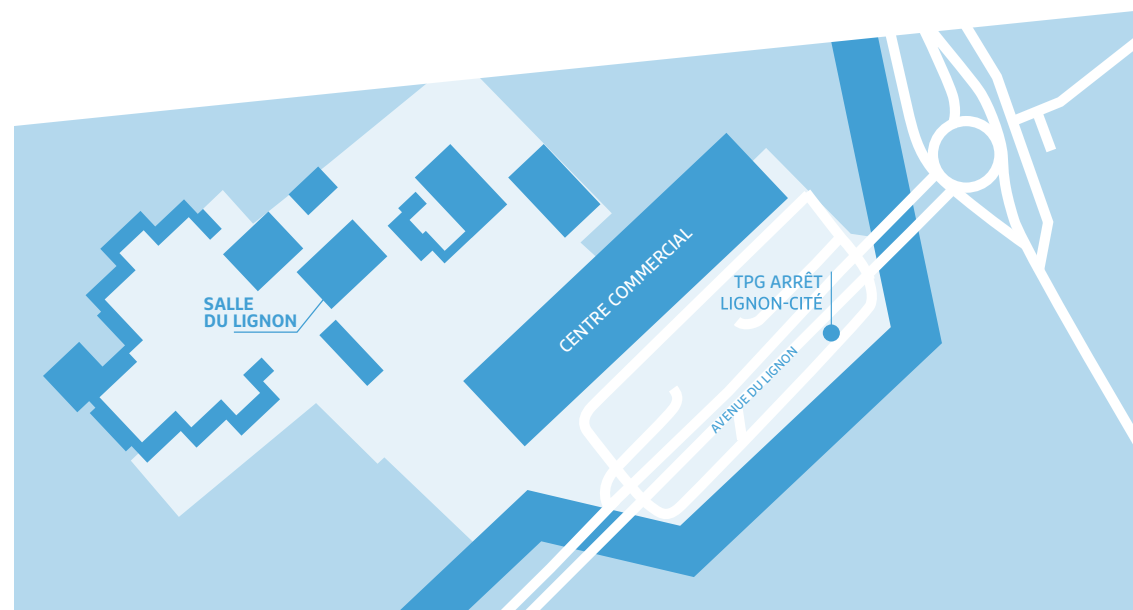 SALLE
DU LIGNON
CENTRE COMMERCIAL
TPG ARRÊT
LIGNON-CITÉ
AVENUE DU LIGNON